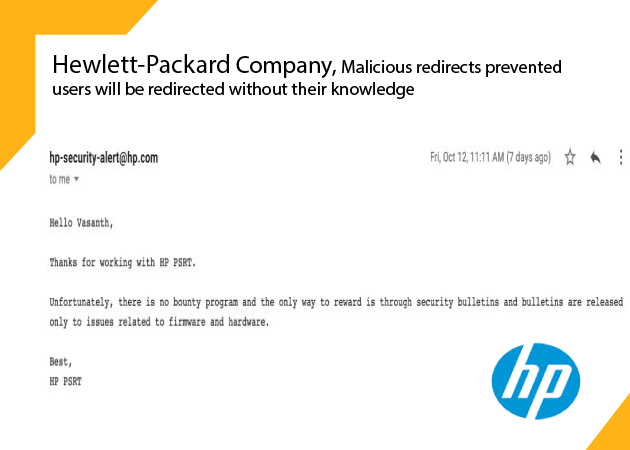 Hewlett-Packard Company, Malicious redirects prevented
users will be redirected without their knowledge
hp-security-alert@hp.com
Fri, Oct 12, 11:11 AM (7 days ago)
to me
Hello Vasanth,
Thanks for working with HP PSRT.
Unfortunately, there is no bounty program and the only way to reward is through security bulletins and bulletins are released
only to issues related to firmware and hardware.
Best,
HP PSRT
hp